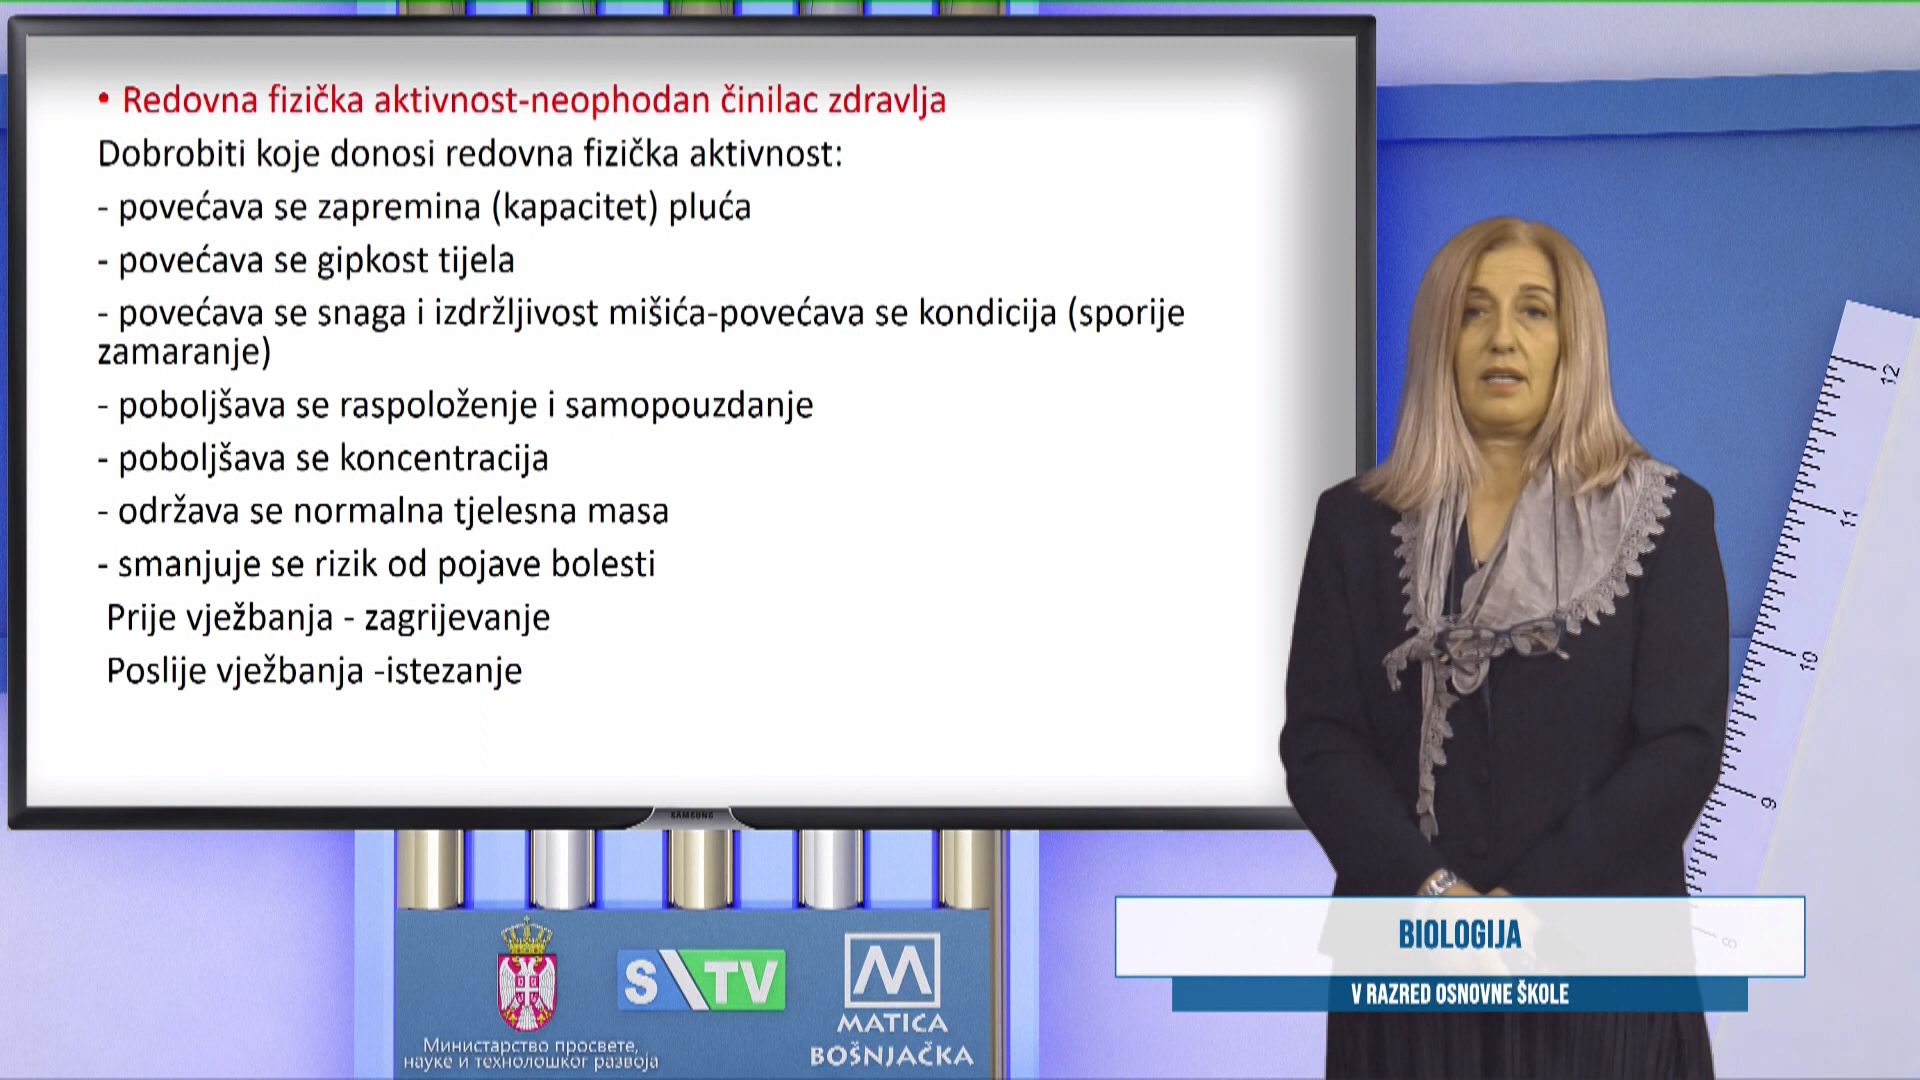 • Redovna fizička aktivnost-neophodan činilac zdravlja
Dobrobiti koje donosi redovna fizička aktivnost:
- povećava se zapremina (kapacitet) pluća
- povećava se gipkost tijela
- povećava se snaga i izdržljivost mišića-povećava se kondicija (sporije
zamaranje)
- poboljšava se raspoloženje i samopouzdanje
- poboljšava se koncentracija
- održava se normalna tjelesna masa
- smanjuje se rizik od pojave bolesti
Prije vježbanja - zagrijevanje
Poslije vježbanja -istezanje
SAMSUNG
12
11
10
9
8
BIOLOGIJA
V RAZRED OSNOVNE ŠKOLE
Министарство просвете,
науке и технолошког развоја
S TV
MATICA
BOŠNJAČKA